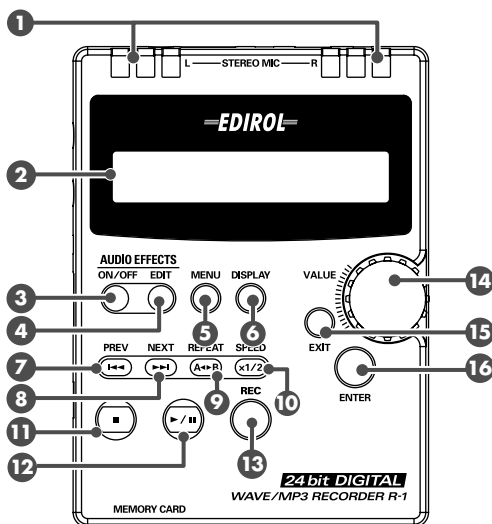 1
L STEREO MIC R
EDIROL
2
AUDIO EFFECTS
ON/OFF EDIT MENU DISPLAY VALUE
14
3
4 5 6
15
EXIT
PREV NEXT REPEAT SPEED
7 A B x1/2
16
8 9 10
REC ENTER
11
12 13
24bit DIGITAL
WAVE/MP3 RECORDER R-1
MEMORY CARD